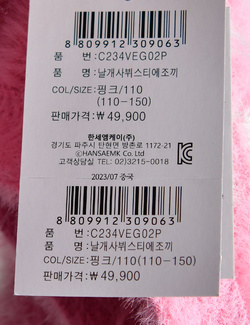 8 809912 309063
품 번:C234VEG02P
품 명:날개사뷔스티에조끼
COL/SIZE:핑크/110
(110-150)
판매가격:₩49,900
한세엠케이(주)
경기도 파주시 탄현면 방촌로 1172-21
ⓒHANSAEMK Co. Ltd
고객상담실 TEL: 02)3215-0018
2023/07 중국
8 809912 309063
품 번:C234VEG02P
품 명:날개사뷔스티에조끼
COL/SIZE:핑크/110(110-150)
판매가격:₩ 49,900